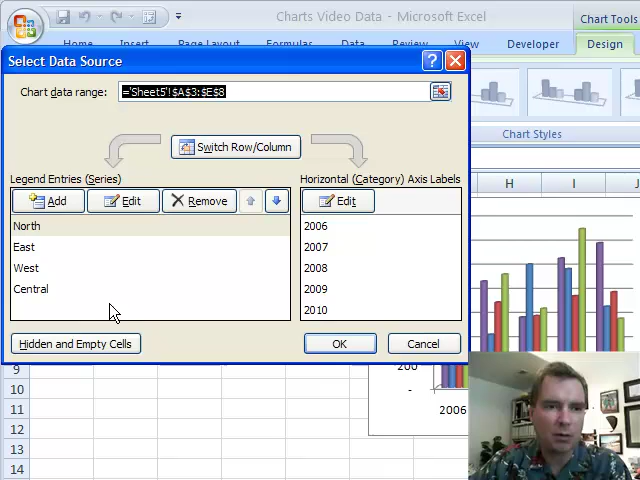 Charts Video Data - Microsoft Excel
Chart Tools
Home Insert Page Layout Formulas Data Review View Developer Design
Select Data Source
Chart data range: ='Sheet5'!$A$3:$E$8
Switch Row/Column
Legend Entries (Series)
Add Edit Remove
North
East
West
Central
Horizontal (Category) Axis Labels
Edit
2006
2007
2008
2009
2010
Hidden and Empty Cells
OK Cancel
Chart Styles
H I J
200
-
2006
9
10
11
12
13
14